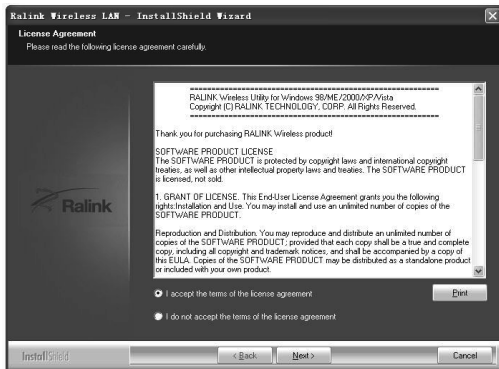 Ralink Wireless LAN - InstallShield Wizard
License Agreement
Please read the following license agreement carefully.
RALINK Wireless Utility for Windows 98/ME/2000/XP/Vista
Copyright (C) RALINK TECHNOLOGY, CORP. All Rights Reserved.
Thank you for purchasing RALINK Wireless product!
SOFTWARE PRODUCT LICENSE
The SOFTWARE PRODUCT is protected by copyright laws and international copyright
treaties, as well as other intellectual property laws and treaties. The SOFTWARE PRODUCT
is licensed, not sold.
1. GRANT OF LICENSE. This End-User License Agreement grants you the following
rights:Installation and Use. You may install and use an unlimited number of copies of the
SOFTWARE PRODUCT.
Reproduction and Distribution. You may reproduce and distribute an unlimited number of
copies of the SOFTWARE PRODUCT; provided that each copy shall be a true and complete
copy, including all copyright and trademark notices, and shall be accompanied by a copy of
this EULA. Copies of the SOFTWARE PRODUCT may be distributed as a standalone product
or included with your own product.
Ralink
I accept the terms of the license agreement
Print
I do not accept the terms of the license agreement
InstallShield
< Back
Next >
Cancel